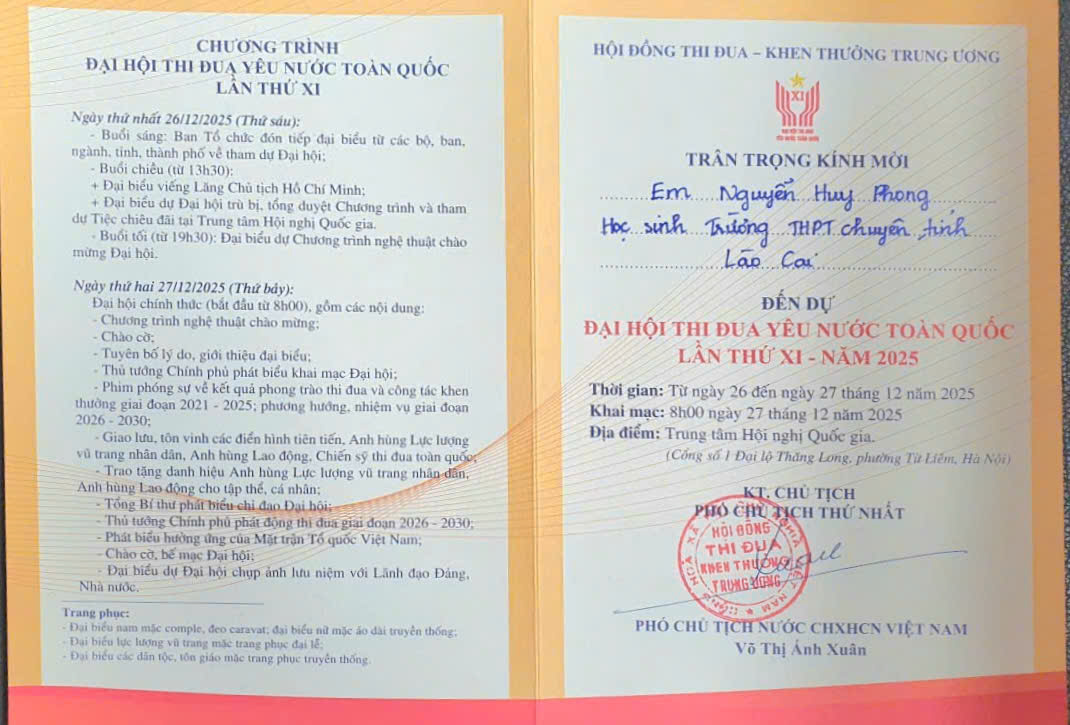 CHƯƠNG TRÌNH
ĐẠI HỘI THI ĐUA YÊU NƯỚC TOÀN QUỐC
LẦN THỨ XI
Ngày thứ nhất 26/12/2025 (Thứ sáu):
- Buổi sáng: Ban Tổ chức đón tiếp đại biểu từ các bộ, ban,
ngành, tỉnh, thành phố về tham dự Đại hội;
- Buổi chiều (từ 13h30):
+ Đại biểu viếng Lăng Chủ tịch Hồ Chí Minh;
+ Đại biểu dự Đại hội trù bị, tổng duyệt Chương trình và tham
dự Tiệc chiêu đãi tại Trung tâm Hội nghị Quốc gia.
- Buổi tối (từ 19h30): Đại biểu dự Chương trình nghệ thuật chào
mừng Đại hội.
Ngày thứ hai 27/12/2025 (Thứ bảy):
Đại hội chính thức (bắt đầu từ 8h00), gồm các nội dung:
- Chương trình nghệ thuật chào mừng;
- Chào cờ;
- Tuyên bố lý do, giới thiệu đại biểu;
- Thủ tướng Chính phủ phát biểu khai mạc Đại hội;
- Phim phóng sự về kết quả phong trào thi đua và công tác khen
thưởng giai đoạn 2021 - 2025; phương hướng, nhiệm vụ giai đoạn
2026 - 2030;
- Giao lưu, tôn vinh các điển hình tiên tiến, Anh hùng Lực lượng
vũ trang nhân dân, Anh hùng Lao động, Chiến sỹ thi đua toàn quốc;
- Trao tặng danh hiệu Anh hùng Lực lượng vũ trang nhân dân,
Anh hùng Lao động cho tập thể, cá nhân;
- Tổng Bí thư phát biểu chỉ đạo Đại hội;
- Thủ tướng Chính phủ phát động thi đua giai đoạn 2026 - 2030;
- Phát biểu hưởng ứng của Mặt trận Tổ quốc Việt Nam;
- Chào cờ, bế mạc Đại hội;
- Đại biểu dự Đại hội chụp ảnh lưu niệm với Lãnh đạo Đảng,
Nhà nước.
Trang phục:
- Đại biểu nam mặc comple, đeo caravat; đại biểu nữ mặc áo dài truyền thống;
- Đại biểu lực lượng vũ trang mặc trang phục đại lễ;
- Đại biểu các dân tộc, tôn giáo mặc trang phục truyền thống.
HỘI ĐỒNG THI ĐUA – KHEN THƯỞNG TRUNG ƯƠNG
XI
ĐẠI HỘI THI ĐUA
YÊU NƯỚC TOÀN QUỐC
TRÂN TRỌNG KÍNH MỜI
Em Nguyễn Huy Phong
Học sinh Trường THPT chuyên tỉnh
Lào Cai
ĐẾN DỰ
ĐẠI HỘI THI ĐUA YÊU NƯỚC TOÀN QUỐC
LẦN THỨ XI - NĂM 2025
Thời gian: Từ ngày 26 đến ngày 27 tháng 12 năm 2025
Khai mạc: 8h00 ngày 27 tháng 12 năm 2025
Địa điểm: Trung tâm Hội nghị Quốc gia.
(Cổng số 1 Đại lộ Thăng Long, phường Từ Liêm, Hà Nội)
KT. CHỦ TỊCH
PHÓ CHỦ TỊCH THỨ NHẤT
HỘI ĐỒNG
THI ĐUA
KHEN THƯỞNG
TRUNG ƯƠNG
PHÓ CHỦ TỊCH NƯỚC CHXHCN VIỆT NAM
Võ Thị Ánh Xuân